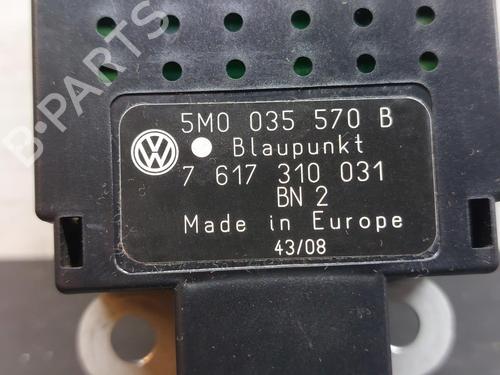 B-PARTS
5M0 035 570 B
Blaupunkt
7 617 310 031
BN 2
Made in Europe
43/08